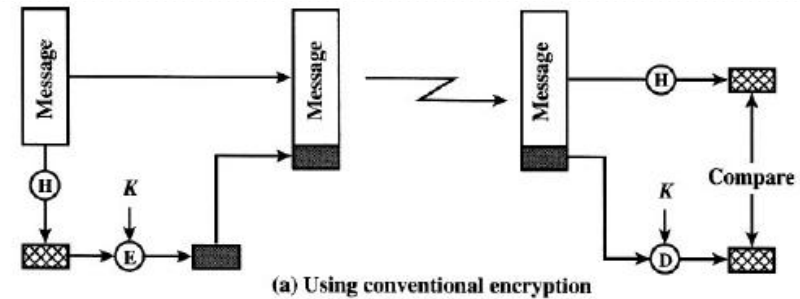 Message
Message
Message
H
H
K
K
Compare
E
D
(a) Using conventional encryption